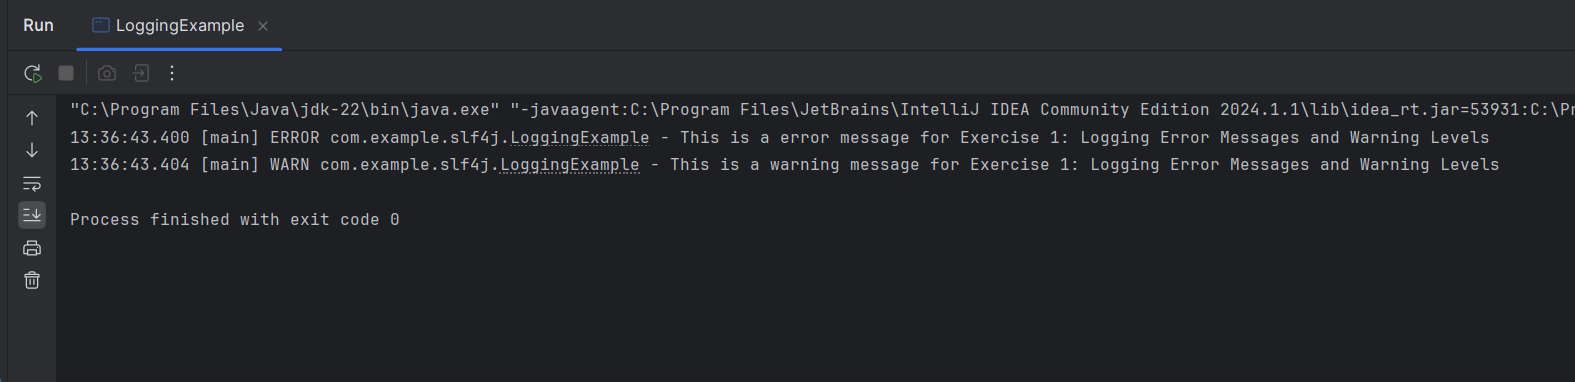 Run LoggingExample
"C:\Program Files\Java\jdk-22\bin\java.exe" "-javaagent:C:\Program Files\JetBrains\IntelliJ IDEA Community Edition 2024.1.1\lib\idea_rt.jar=53931:C:\Pr
13:36:43.400 [main] ERROR com.example.slf4j.LoggingExample - This is a error message for Exercise 1: Logging Error Messages and Warning Levels
13:36:43.404 [main] WARN com.example.slf4j.LoggingExample - This is a warning message for Exercise 1: Logging Error Messages and Warning Levels
Process finished with exit code 0